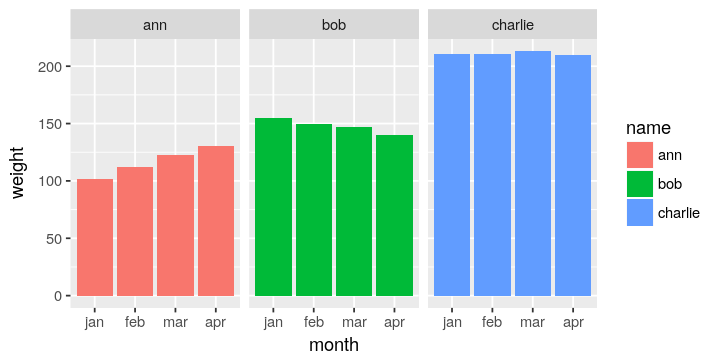 ann bob charlie
200
150
100
50
0
weight
jan feb mar apr jan feb mar apr jan feb mar apr
month
name
ann
bob
charlie